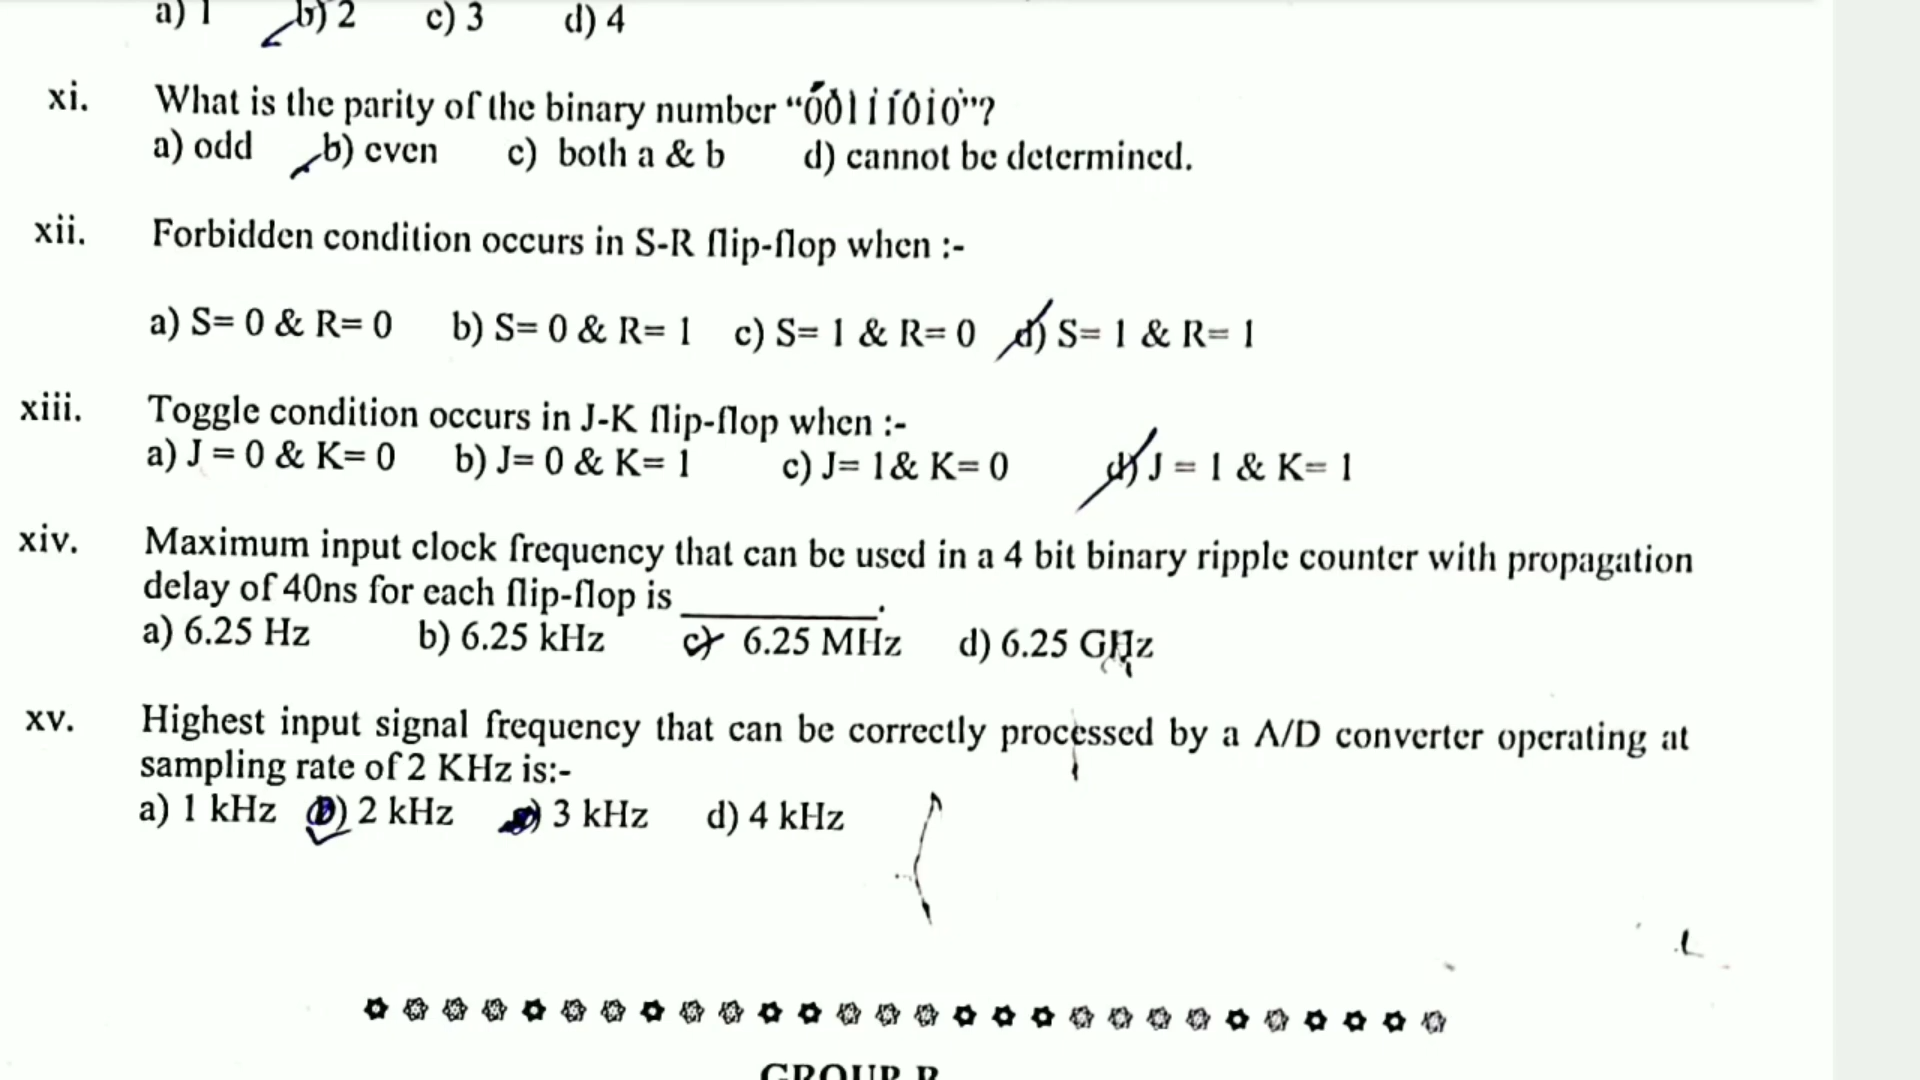 a) 1 b) 2 c) 3 d) 4
xi. What is the parity of the binary number “00111010”?
a) odd b) even c) both a & b d) cannot be determined.
xii. Forbidden condition occurs in S-R flip-flop when :-
a) S= 0 & R= 0 b) S= 0 & R= 1 c) S= 1 & R= 0 d) S= 1 & R= 1
xiii. Toggle condition occurs in J-K flip-flop when :-
a) J = 0 & K= 0 b) J= 0 & K= 1 c) J= 1& K= 0 d) J = 1 & K= 1
xiv. Maximum input clock frequency that can be used in a 4 bit binary ripple counter with propagation
delay of 40ns for each flip-flop is ____________.
a) 6.25 Hz b) 6.25 kHz c) 6.25 MHz d) 6.25 GHz
xv. Highest input signal frequency that can be correctly processed by a A/D converter operating at
sampling rate of 2 KHz is:-
a) 1 kHz b) 2 kHz c) 3 kHz d) 4 kHz
GROUP B